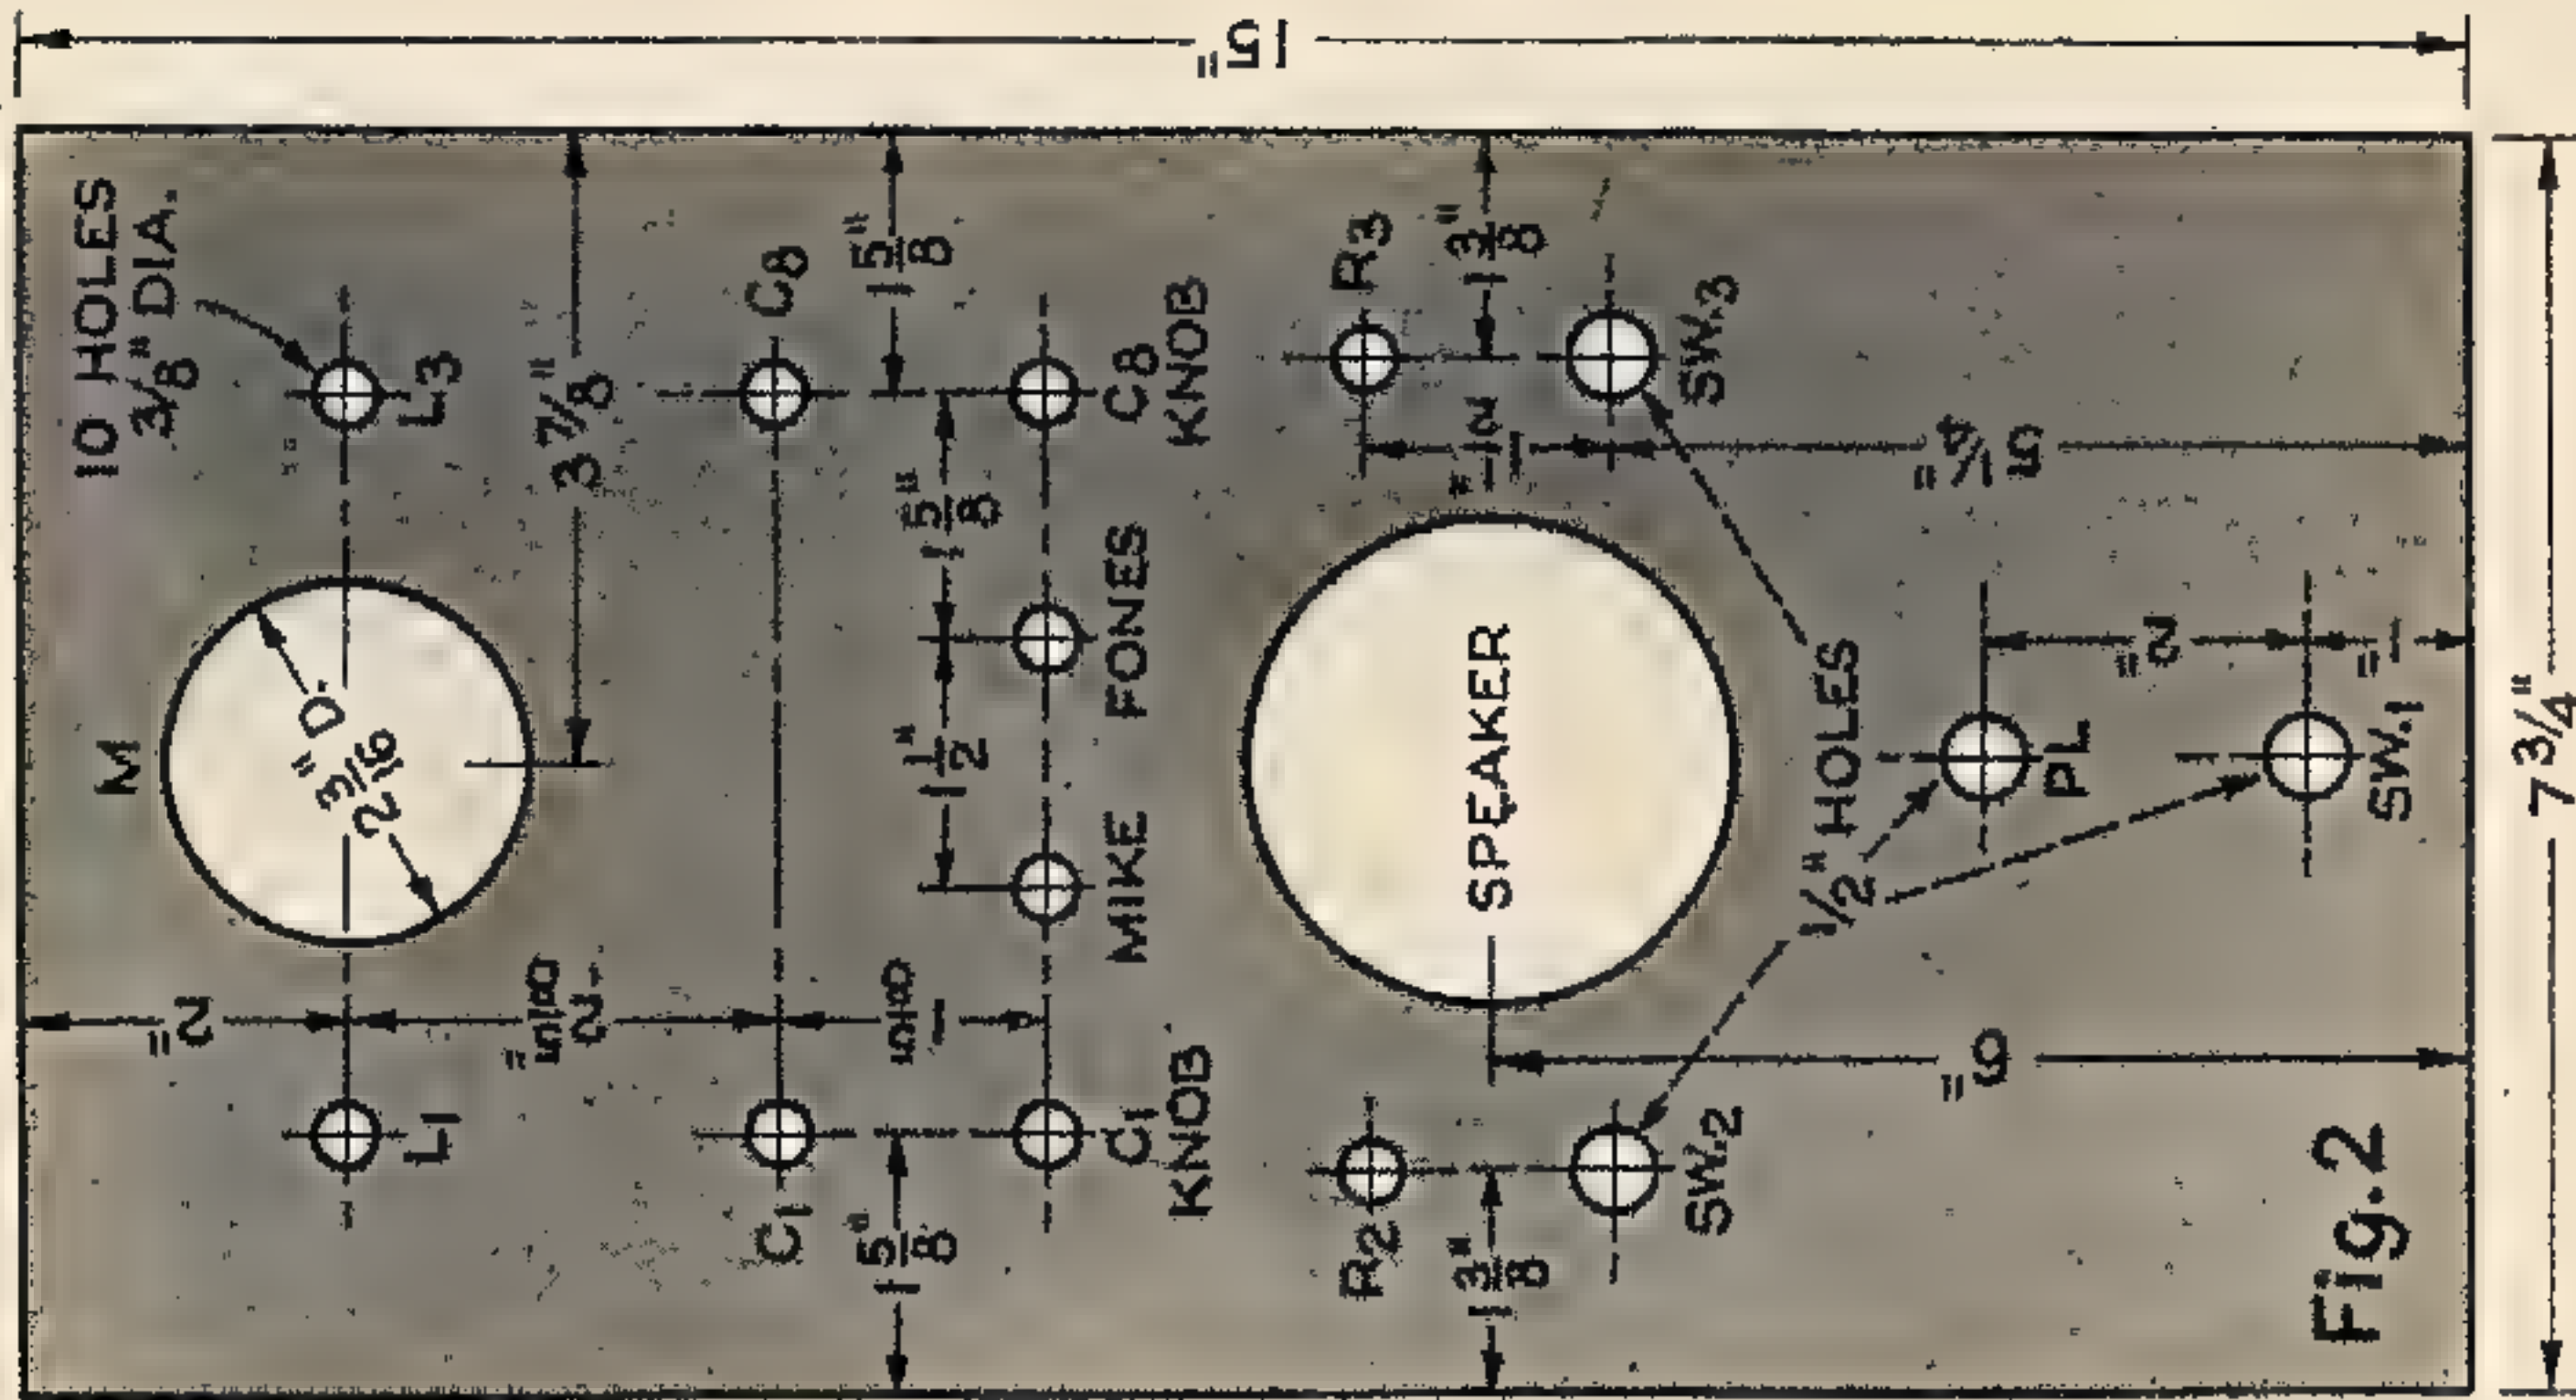 10 HOLES
3/8" DIA.
M
2"
L1
2 3/16" D.
L3
2 5/8"
3 7/8"
C1
C8
1 5/8"
1 5/8
1 5/8"
1 1/2"
1 5/8"
C1
KNOB
MIKE
FONES
C8
KNOB
15"
R2
R3
1 3/8"
SPEAKER
1 3/8"
1 1/2"
SW.2
SW.3
1/2" HOLES
6"
5 1/4"
PL
2"
SW.1
1"
Fig.2
7 3/4"